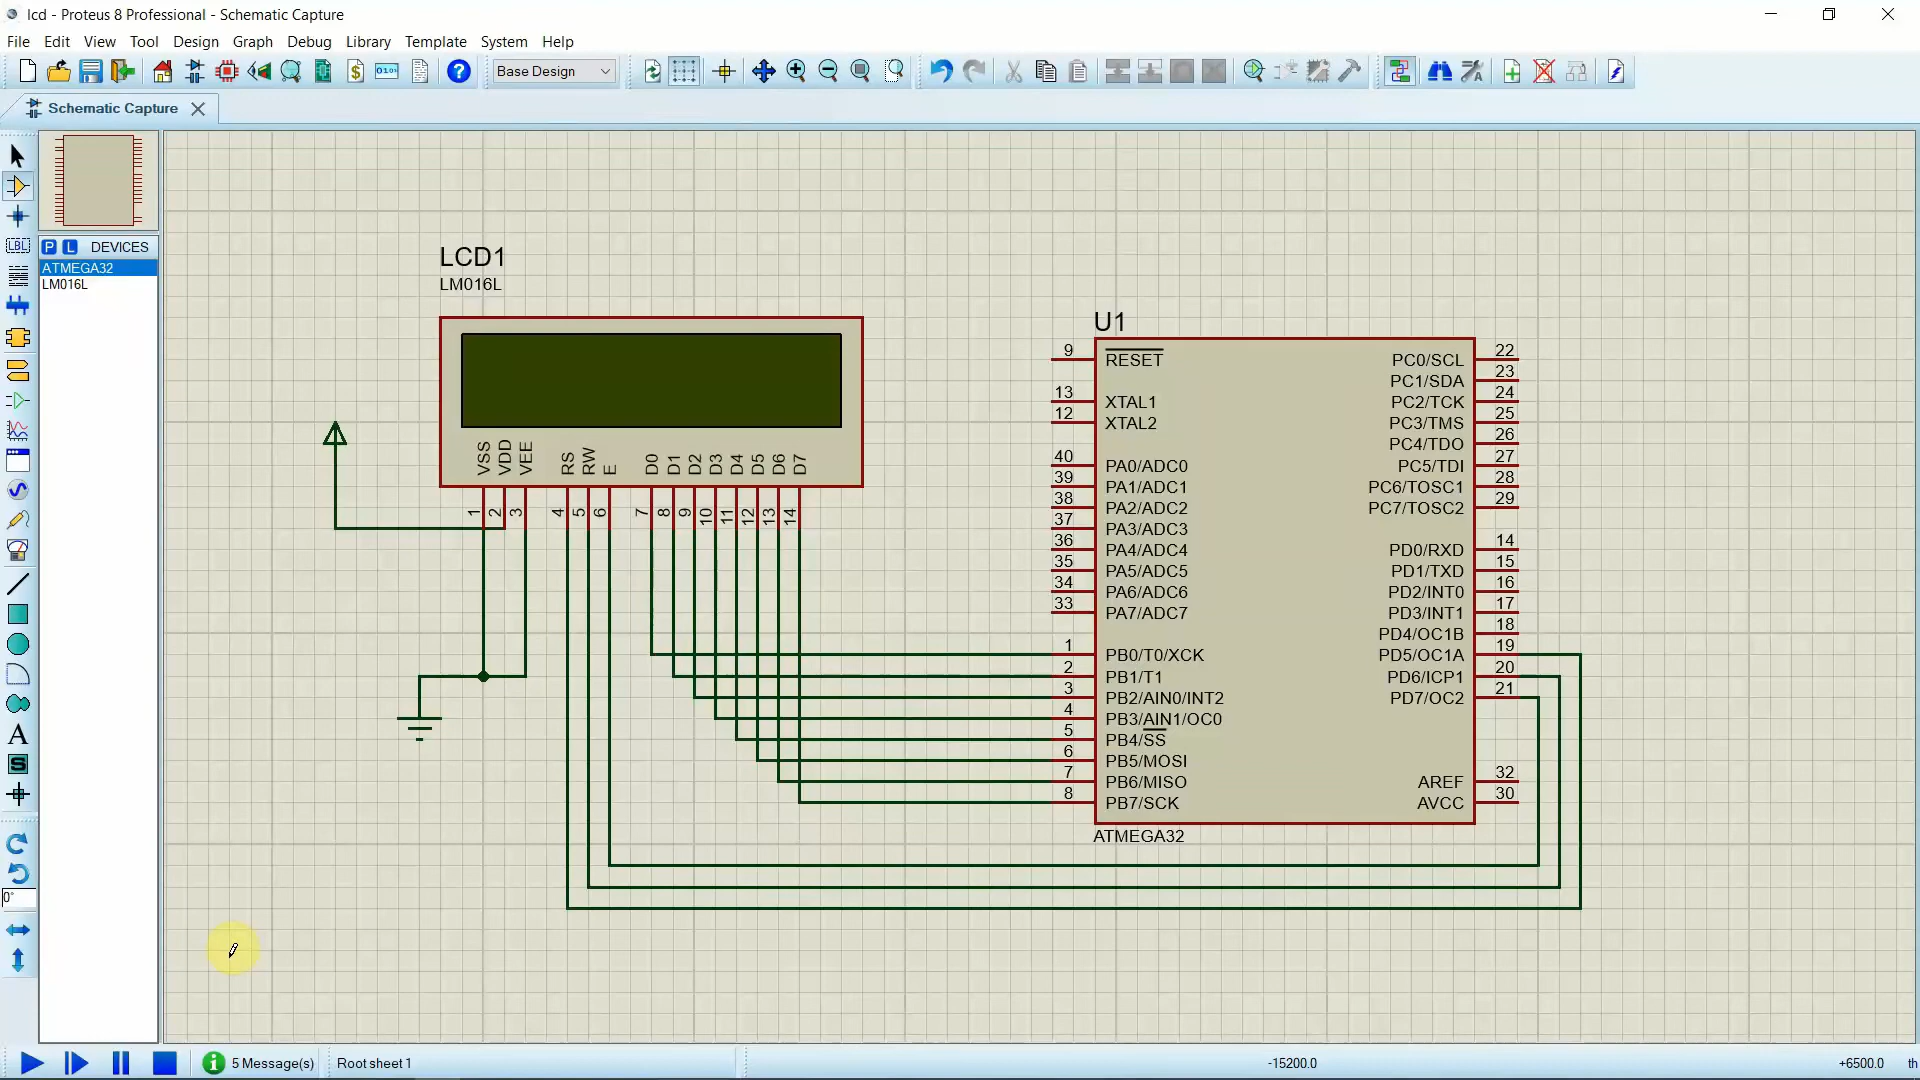 lcd - Proteus 8 Professional - Schematic Capture
File Edit View Tool Design Graph Debug Library Template System Help
Base Design
Schematic Capture
P L DEVICES
ATMEGA32
LM016L
LBL
A
S
0°
LCD1
LM016L
VSS VDD VEE RS RW E D0 D1 D2 D3 D4 D5 D6 D7
1 2 3 4 5 6 7 8 9 10 11 12 13 14
U1
9 RESET PC0/SCL 22
PC1/SDA 23
13 XTAL1 PC2/TCK 24
12 XTAL2 PC3/TMS 25
PC4/TDO 26
40 PA0/ADC0 PC5/TDI 27
39 PA1/ADC1 PC6/TOSC1 28
38 PA2/ADC2 PC7/TOSC2 29
37 PA3/ADC3
36 PA4/ADC4 PD0/RXD 14
35 PA5/ADC5 PD1/TXD 15
34 PA6/ADC6 PD2/INT0 16
33 PA7/ADC7 PD3/INT1 17
PD4/OC1B 18
1 PB0/T0/XCK PD5/OC1A 19
2 PB1/T1 PD6/ICP1 20
3 PB2/AIN0/INT2 PD7/OC2 21
4 PB3/AIN1/OC0
5 PB4/SS
6 PB5/MOSI
7 PB6/MISO AREF 32
8 PB7/SCK AVCC 30
ATMEGA32
5 Message(s) Root sheet 1 -15200.0 +6500.0 th